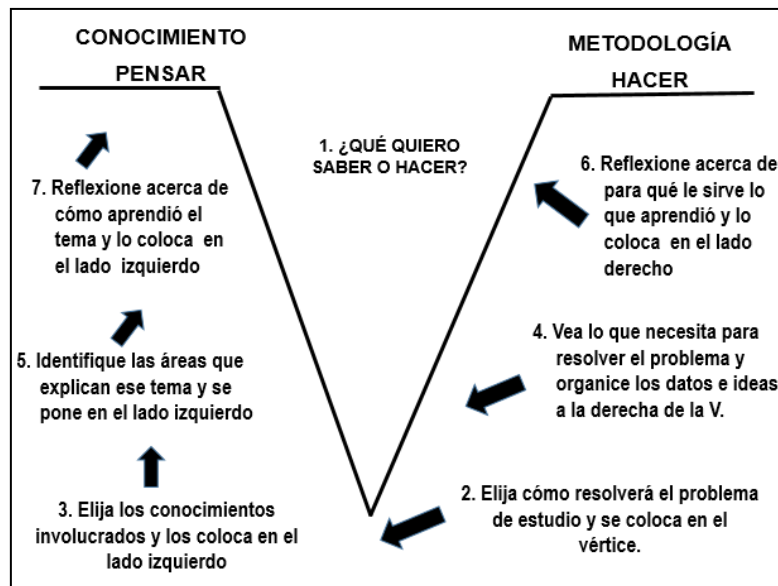 CONOCIMIENTO
PENSAR
METODOLOGÍA
HACER
1. ¿QUÉ QUIERO
SABER O HACER?
7. Reflexione acerca de
cómo aprendió el
tema y lo coloca en
el lado izquierdo
6. Reflexione acerca de
para qué le sirve lo
que aprendió y lo
coloca en el lado
derecho
5. Identifique las áreas que
explican ese tema y se
pone en el lado izquierdo
4. Vea lo que necesita para
resolver el problema y
organice los datos e ideas
a la derecha de la V.
3. Elija los conocimientos
involucrados y los coloca en el
lado izquierdo
2. Elija cómo resolverá el problema
de estudio y se coloca en el
vértice.